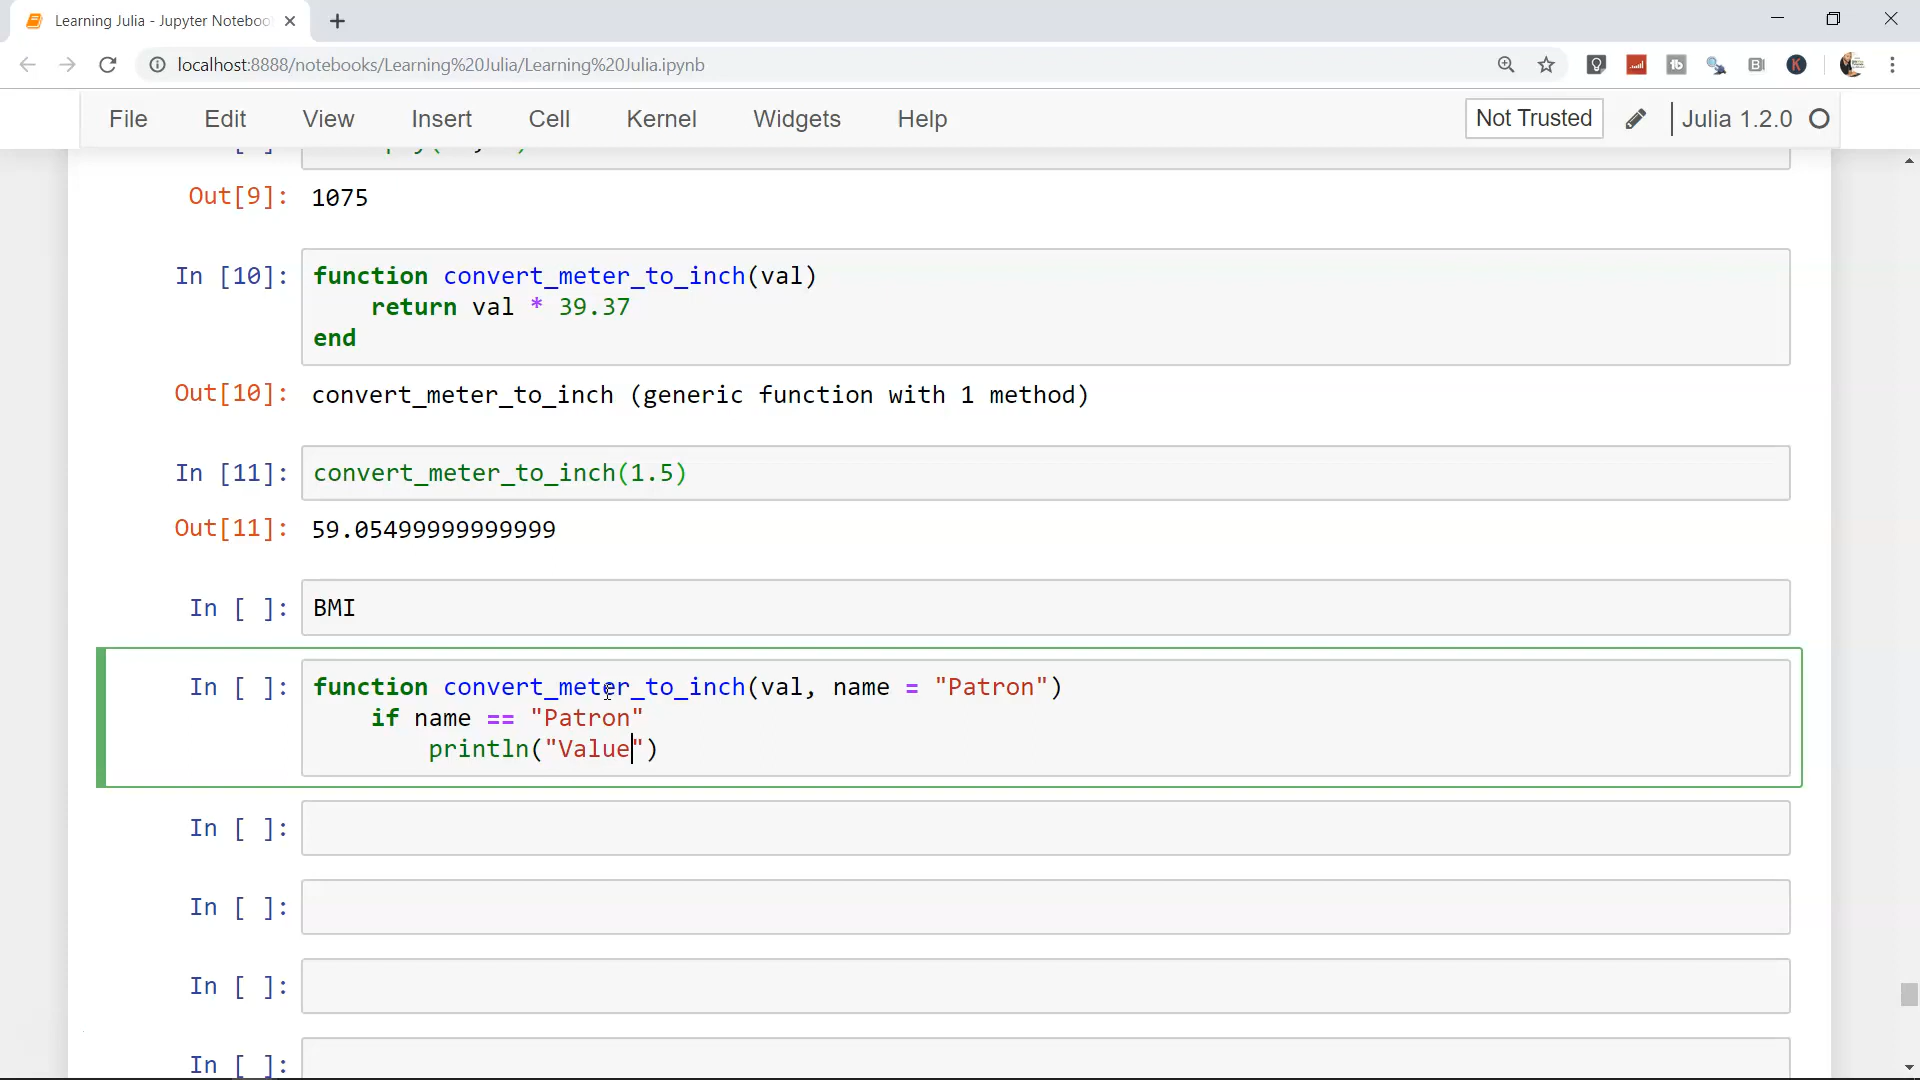 Learning Julia - Jupyter Noteboo
localhost:8888/notebooks/Learning%20Julia/Learning%20Julia.ipynb
File Edit View Insert Cell Kernel Widgets Help Not Trusted Julia 1.2.0
Out[9]: 1075
In [10]: function convert_meter_to_inch(val)
return val * 39.37
end
Out[10]: convert_meter_to_inch (generic function with 1 method)
In [11]: convert_meter_to_inch(1.5)
Out[11]: 59.05499999999999
In [ ]: BMI
In [ ]: function convert_meter_to_inch(val, name = "Patron")
if name == "Patron"
println("Value")
In [ ]:
In [ ]:
In [ ]:
In [ ]: